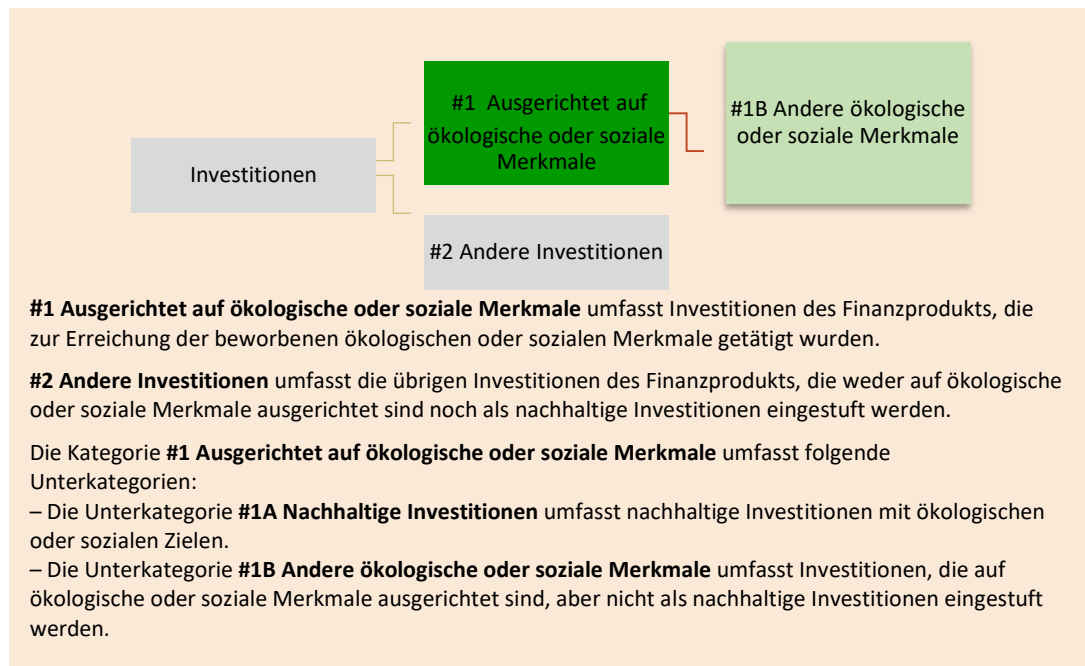 #1 Ausgerichtet auf
ökologische oder soziale
Merkmale
#1B Andere ökologische
oder soziale Merkmale
Investitionen
#2 Andere Investitionen
#1 Ausgerichtet auf ökologische oder soziale Merkmale umfasst Investitionen des Finanzprodukts, die
zur Erreichung der beworbenen ökologischen oder sozialen Merkmale getätigt wurden.
#2 Andere Investitionen umfasst die übrigen Investitionen des Finanzprodukts, die weder auf ökologische
oder soziale Merkmale ausgerichtet sind noch als nachhaltige Investitionen eingestuft werden.
Die Kategorie #1 Ausgerichtet auf ökologische oder soziale Merkmale umfasst folgende
Unterkategorien:
– Die Unterkategorie #1A Nachhaltige Investitionen umfasst nachhaltige Investitionen mit ökologischen
oder sozialen Zielen.
– Die Unterkategorie #1B Andere ökologische oder soziale Merkmale umfasst Investitionen, die auf
ökologische oder soziale Merkmale ausgerichtet sind, aber nicht als nachhaltige Investitionen eingestuft
werden.